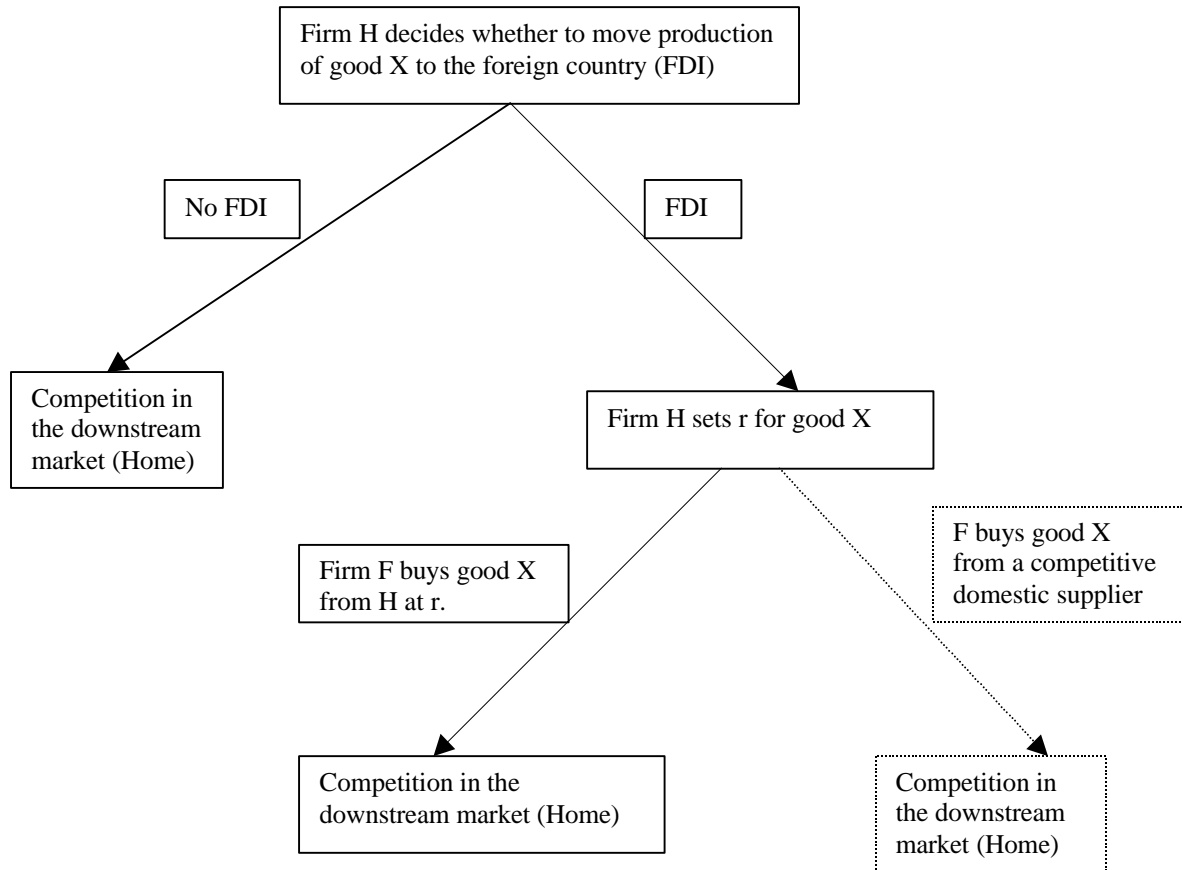 Firm H decides whether to move production
of good X to the foreign country (FDI)
No FDI
FDI
Competition in
the downstream
market (Home)
Firm H sets r for good X
Firm F buys good X
from H at r.
F buys good X
from a competitive
domestic supplier
Competition in the
downstream market (Home)
Competition in
the downstream
market (Home)